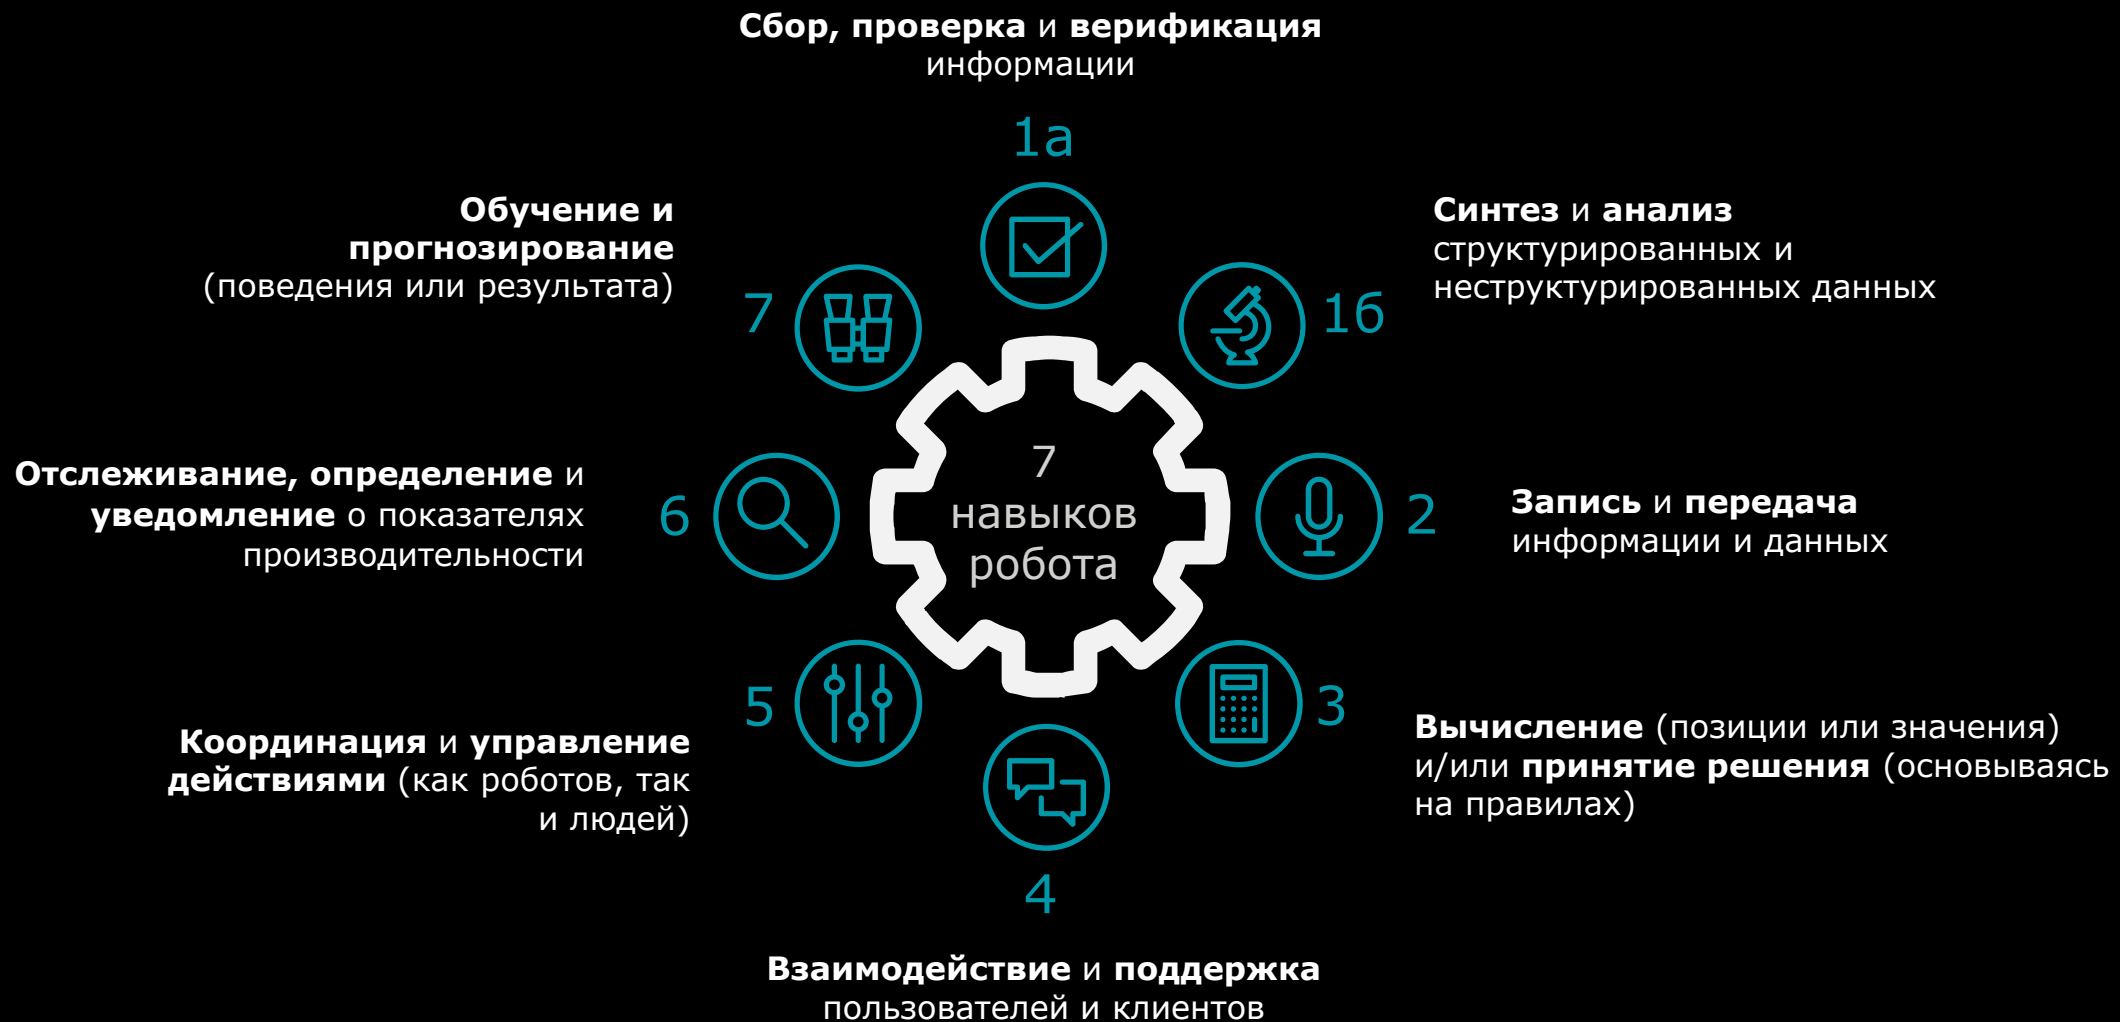 Сбор, проверка и верификация
информации
1а
Синтез и анализ
структурированных и
неструктурированных данных
1б
Запись и передача
информации и данных
2
Вычисление (позиции или значения)
и/или принятие решения (основываясь
на правилах)
3
Взаимодействие и поддержка
пользователей и клиентов
4
Координация и управление
действиями (как роботов, так
и людей)
5
Отслеживание, определение и
уведомление о показателях
производительности
6
Обучение и
прогнозирование
(поведения или результата)
7
7
навыков
робота